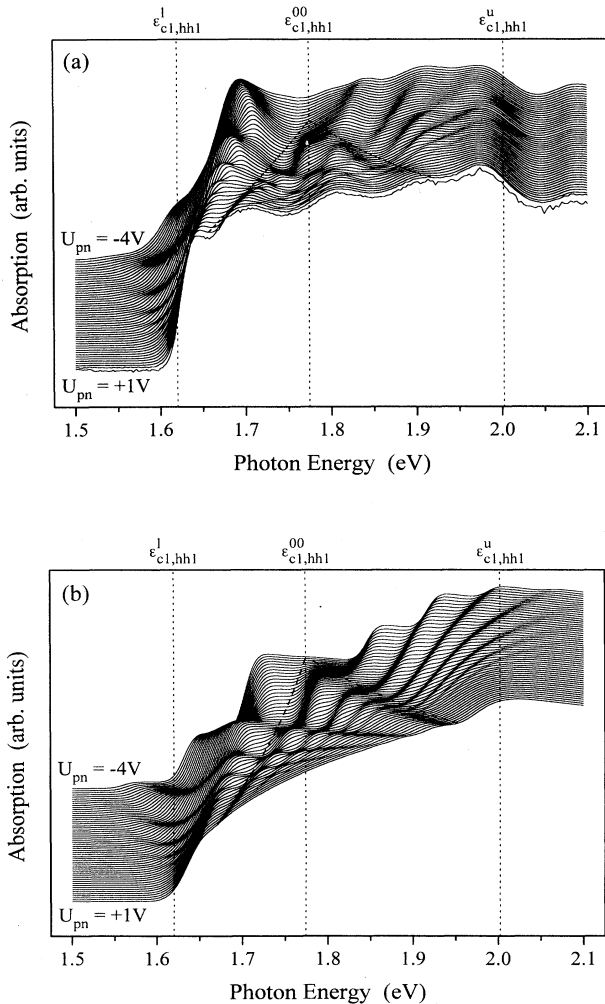 ε^l_c1,hh1 ε^00_c1,hh1 ε^u_c1,hh1
(a)
Absorption (arb. units)
U_pn = -4V
U_pn = +1V
1.5 1.6 1.7 1.8 1.9 2.0 2.1
Photon Energy (eV)
ε^l_c1,hh1 ε^00_c1,hh1 ε^u_c1,hh1
(b)
Absorption (arb. units)
U_pn = -4V
U_pn = +1V
1.5 1.6 1.7 1.8 1.9 2.0 2.1
Photon Energy (eV)